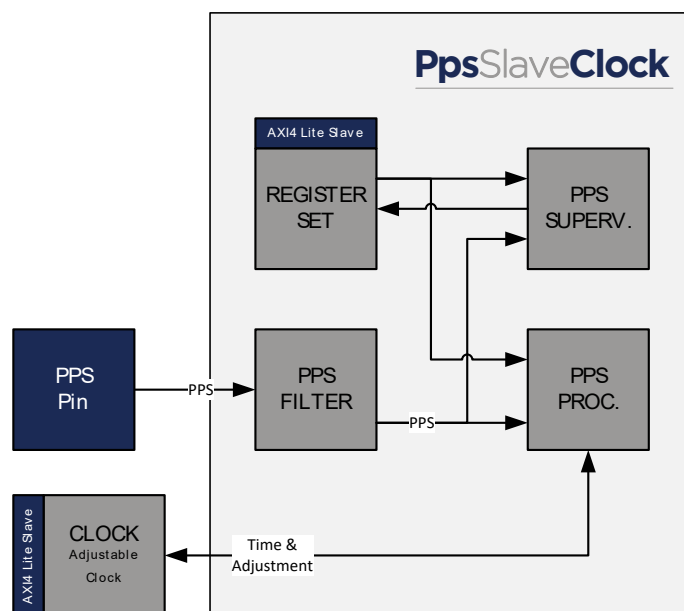 PpsSlaveClock
AXI4 Lite Slave
REGISTER
SET
PPS
SUPERV.
PPS
Pin
PPS
PPS
FILTER
PPS
PPS
PROC.
AXI4 Lite Slave
CLOCK
Adjustable
Clock
Time &
Adjustment